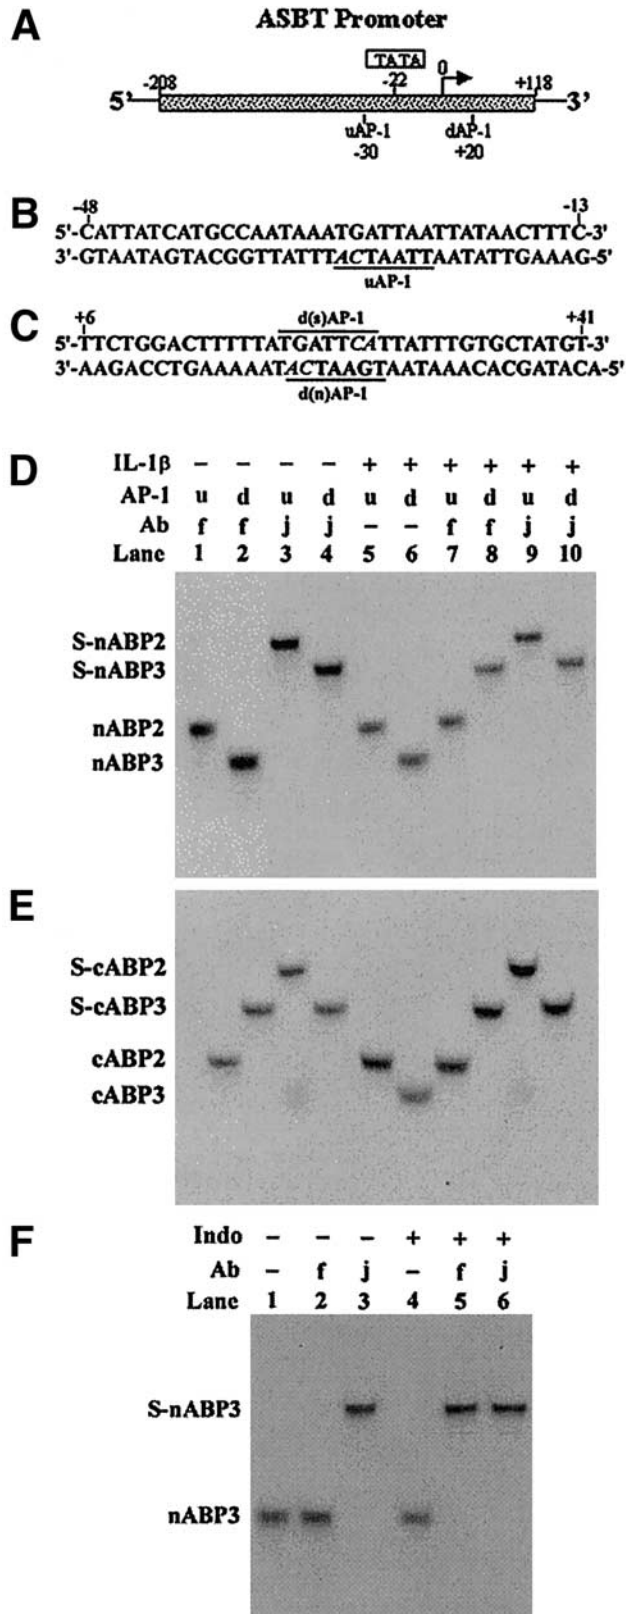 A
ASBT Promoter
TATA
-208 -22 0 +118
5' 3'
uAP-1 dAP-1
-30 +20
B
-48 -13
5'-CATTATCATGCCAATAAATGATTAATTATAACTTTC-3'
3'-GTAATAGTACGGTTATTTACTAATTAATATTGAAAG-5'
uAP-1
C
d(s)AP-1
+6 +41
5'-TTCTGGACTTTTTATGATTCATTATTTGTGCTATGT-3'
3'-AAGACCTGAAAAATACTAAGTAATAAACACGATACA-5'
d(n)AP-1
D
IL-1β – – – – + + + + + +
AP-1 u d u d u d u d u d
Ab f f j j – – f f j j
Lane 1 2 3 4 5 6 7 8 9 10
S-nABP2
S-nABP3
nABP2
nABP3
E
S-cABP2
S-cABP3
cABP2
cABP3
F
Indo – – – + + +
Ab – f j – f j
Lane 1 2 3 4 5 6
S-nABP3
nABP3